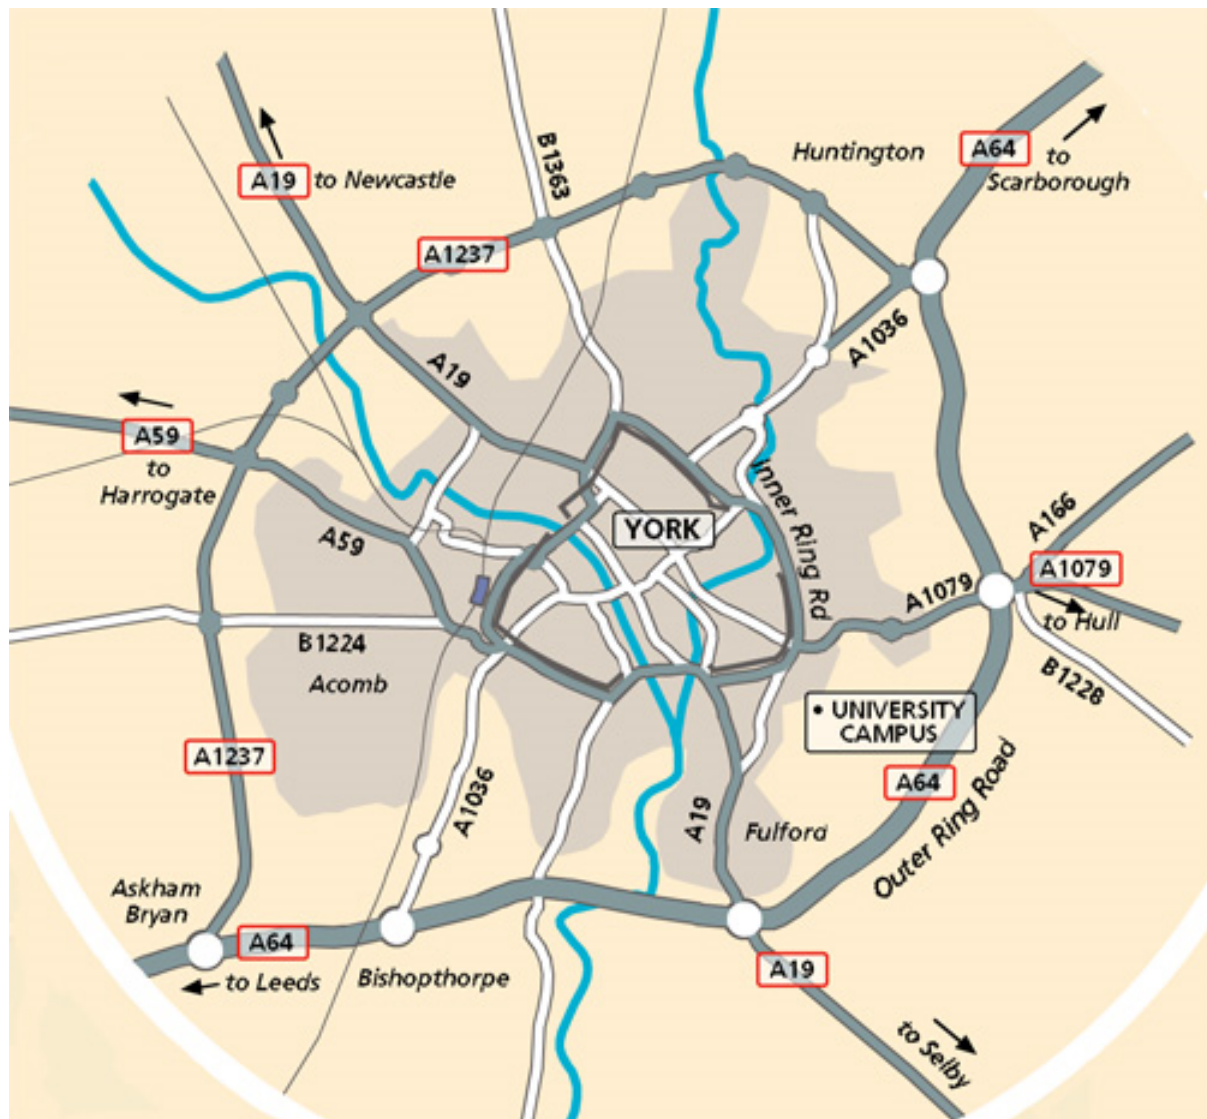 B1363
Huntington
A64
to
Scarborough
A19
to Newcastle
A1237
A1036
A19
A59
to
Harrogate
Inner Ring Rd
YORK
A59
A166
A1079
A1079
to Hull
B1224
B1228
Acomb
• UNIVERSITY
CAMPUS
A1237
A1036
A64
A19
Fulford
Outer Ring Road
Askham
Bryan
A64
to Leeds
Bishopthorpe
A19
to Selby